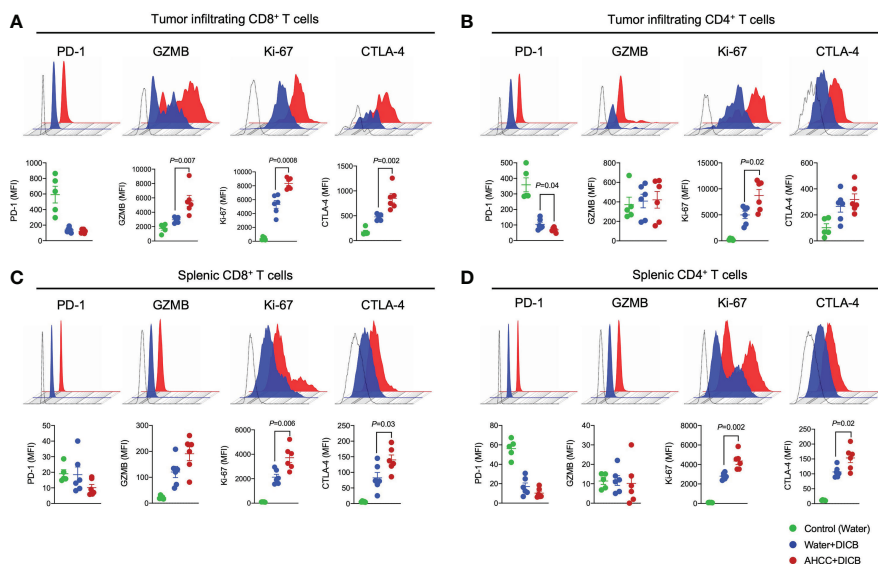 A
Tumor infiltrating CD8⁺ T cells
PD-1 GZMB Ki-67 CTLA-4
PD-1 (MFI)
1000
800
600
400
200
0
GZMB (MFI)
P=0.007
10000
8000
6000
4000
2000
0
Ki-67 (MFI)
P=0.0008
10000
8000
6000
4000
2000
0
CTLA-4 (MFI)
P=0.002
1500
1000
500
0
B
Tumor infiltrating CD4⁺ T cells
PD-1 GZMB Ki-67 CTLA-4
PD-1 (MFI)
P=0.04
500
400
300
200
100
0
GZMB (MFI)
800
600
400
200
0
Ki-67 (MFI)
P=0.02
15000
10000
5000
0
CTLA-4 (MFI)
800
600
400
200
0
C
Splenic CD8⁺ T cells
PD-1 GZMB Ki-67 CTLA-4
PD-1 (MFI)
50
40
30
20
10
0
GZMB (MFI)
300
200
100
0
Ki-67 (MFI)
P=0.006
6000
4000
2000
0
CTLA-4 (MFI)
P=0.03
250
200
150
100
50
0
D
Splenic CD4⁺ T cells
PD-1 GZMB Ki-67 CTLA-4
PD-1 (MFI)
80
60
40
20
0
GZMB (MFI)
40
30
20
10
0
Ki-67 (MFI)
P=0.002
8000
6000
4000
2000
0
CTLA-4 (MFI)
P=0.02
250
200
150
100
50
0
Control (Water)
Water+DICB
AHCC+DICB